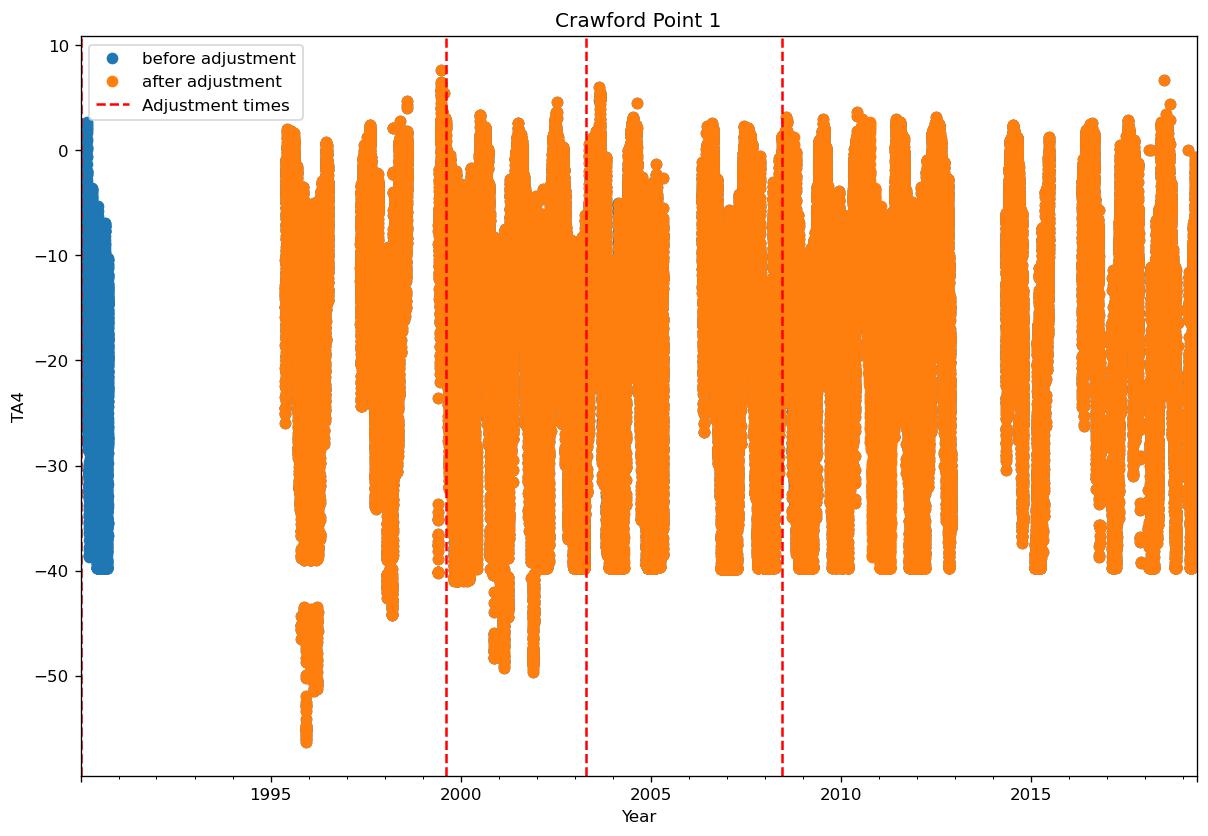 Crawford Point 1
before adjustment
after adjustment
Adjustment times
10
0
−10
−20
−30
−40
−50
TA4
1995
2000
2005
2010
2015
Year